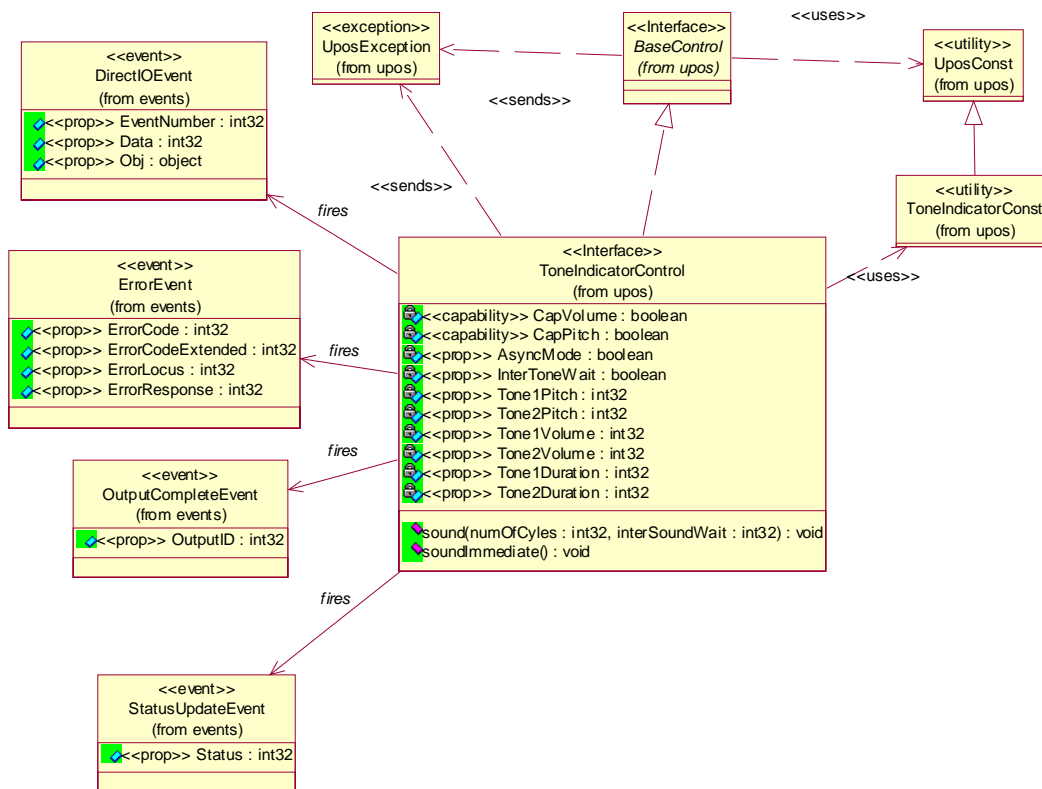 <<event>>
DirectIOEvent
(from events)
<<prop>> EventNumber : int32
<<prop>> Data : int32
<<prop>> Obj : object
<<exception>>
UposException
(from upos)
<<Interface>>
BaseControl
(from upos)
<<uses>>
<<utility>>
UposConst
(from upos)
<<sends>>
<<sends>>
<<utility>>
ToneIndicatorConst
(from upos)
<<uses>>
fires
<<event>>
ErrorEvent
(from events)
<<prop>> ErrorCode : int32
<<prop>> ErrorCodeExtended : int32
<<prop>> ErrorLocus : int32
<<prop>> ErrorResponse : int32
fires
<<Interface>>
ToneIndicatorControl
(from upos)
<<capability>> CapVolume : boolean
<<capability>> CapPitch : boolean
<<prop>> AsyncMode : boolean
<<prop>> InterToneWait : boolean
<<prop>> Tone1Pitch : int32
<<prop>> Tone2Pitch : int32
<<prop>> Tone1Volume : int32
<<prop>> Tone2Volume : int32
<<prop>> Tone1Duration : int32
<<prop>> Tone2Duration : int32
sound(numOfCyles : int32, interSoundWait : int32) : void
soundImmediate() : void
fires
<<event>>
OutputCompleteEvent
(from events)
<<prop>> OutputID : int32
fires
<<event>>
StatusUpdateEvent
(from events)
<<prop>> Status : int32